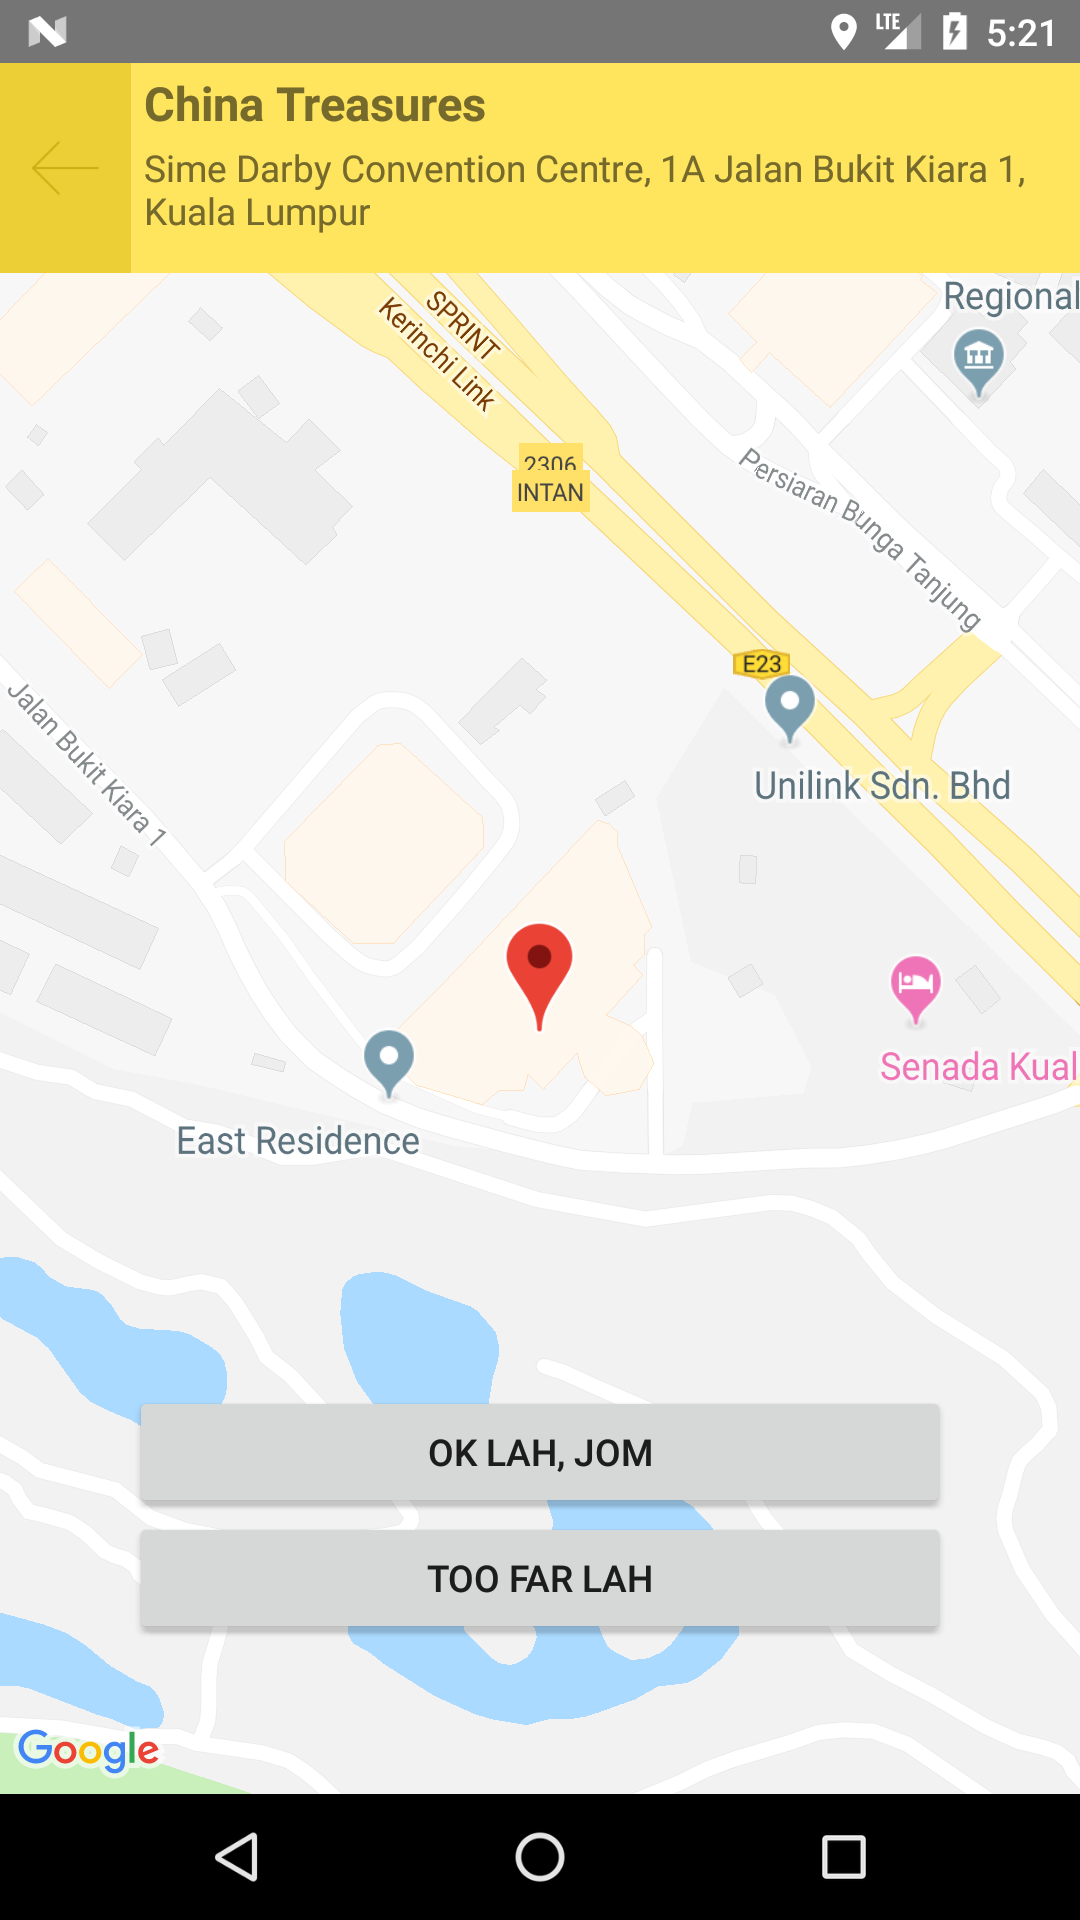 LTE
5:21
China Treasures
Sime Darby Convention Centre, 1A Jalan Bukit Kiara 1,
Kuala Lumpur
Regional
SPRINT
Kerinchi Link
2306
INTAN
Persiaran Bunga Tanjung
E23
Jalan Bukit Kiara 1
Unilink Sdn. Bhd
Senada Kual
East Residence
OK LAH, JOM
TOO FAR LAH
Google